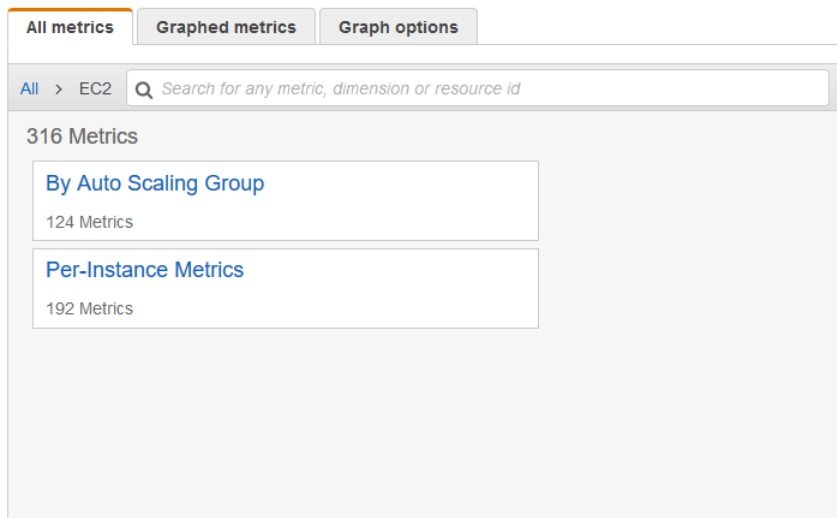 All metrics Graphed metrics Graph options
All > EC2 Search for any metric, dimension or resource id
316 Metrics
By Auto Scaling Group
124 Metrics
Per-Instance Metrics
192 Metrics